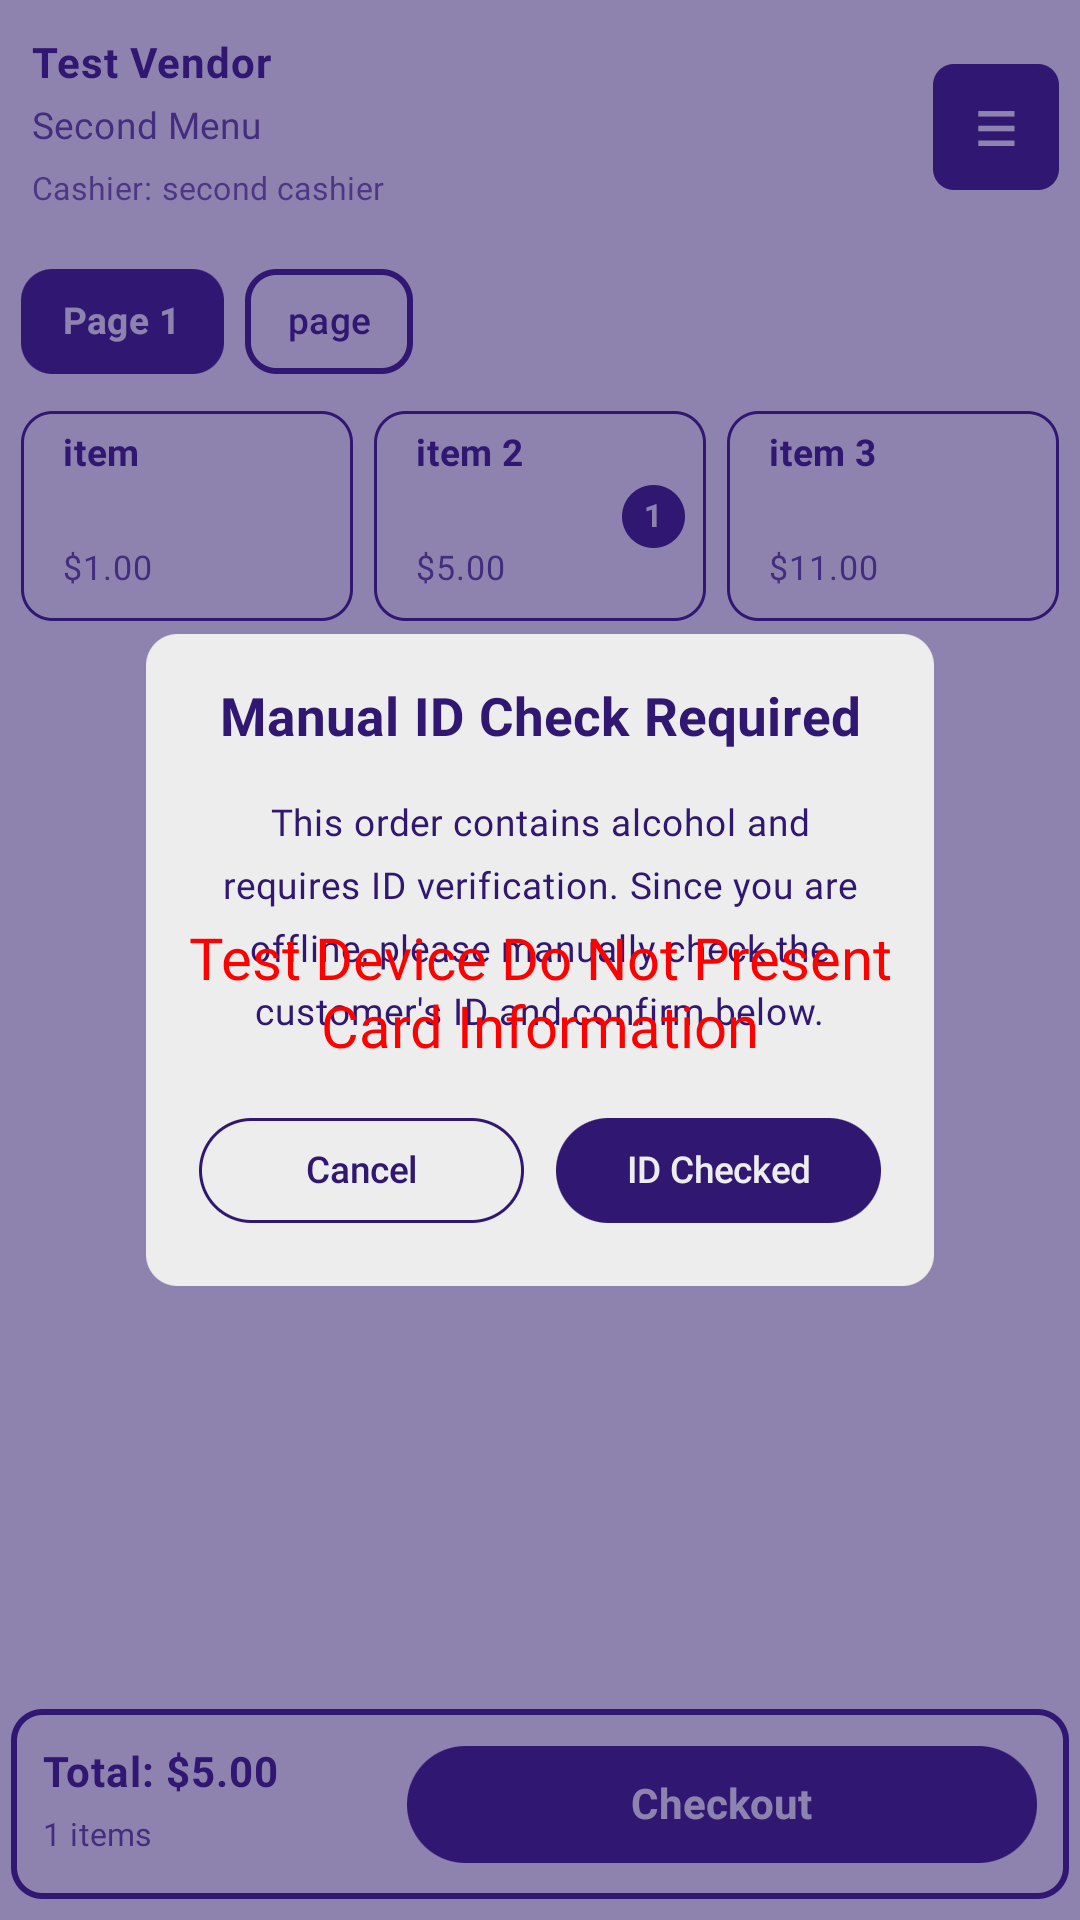 Test Vendor
Second Menu
Cashier: second cashier
☰
Page 1
page
item
$1.00
item 2
1
$5.00
item 3
$11.00
Manual ID Check Required
This order contains alcohol and
requires ID verification. Since you are
offline, please manually check the
customer's ID and confirm below.
Test Device Do Not Present
Card Information
Cancel
ID Checked
Total: $5.00
1 items
Checkout